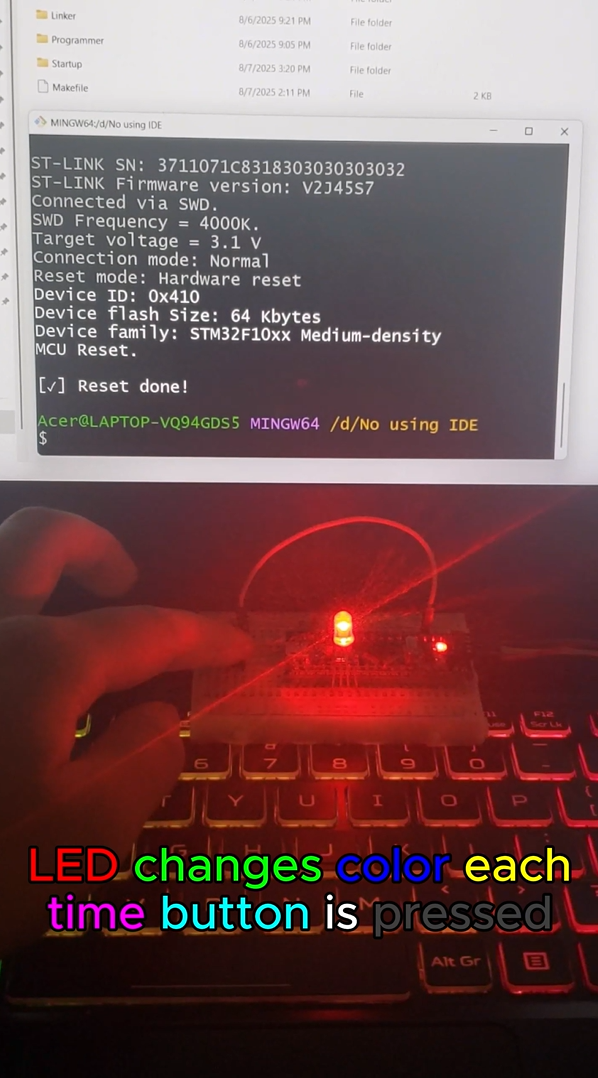 Linker 8/6/2025 9:21 PM File folder
Programmer 8/6/2025 9:05 PM File folder
Startup 8/7/2025 3:20 PM File folder
Makefile 8/7/2025 2:11 PM File 2 KB
MINGW64:/d/No using IDE
ST-LINK SN: 3711071C8318303030303032
ST-LINK Firmware version: V2J45S7
Connected via SWD.
SWD Frequency = 4000K.
Target voltage = 3.1 V
Connection mode: Normal
Reset mode: Hardware reset
Device ID: 0x410
Device flash Size: 64 Kbytes
Device family: STM32F10xx Medium-density
MCU Reset.
[✓] Reset done!
Acer@LAPTOP-VQ94GDS5 MINGW64 /d/No using IDE
$
F12
6 7 8 9 0
T Y U I O P
LED changes color each
time button is pressed
Alt Gr